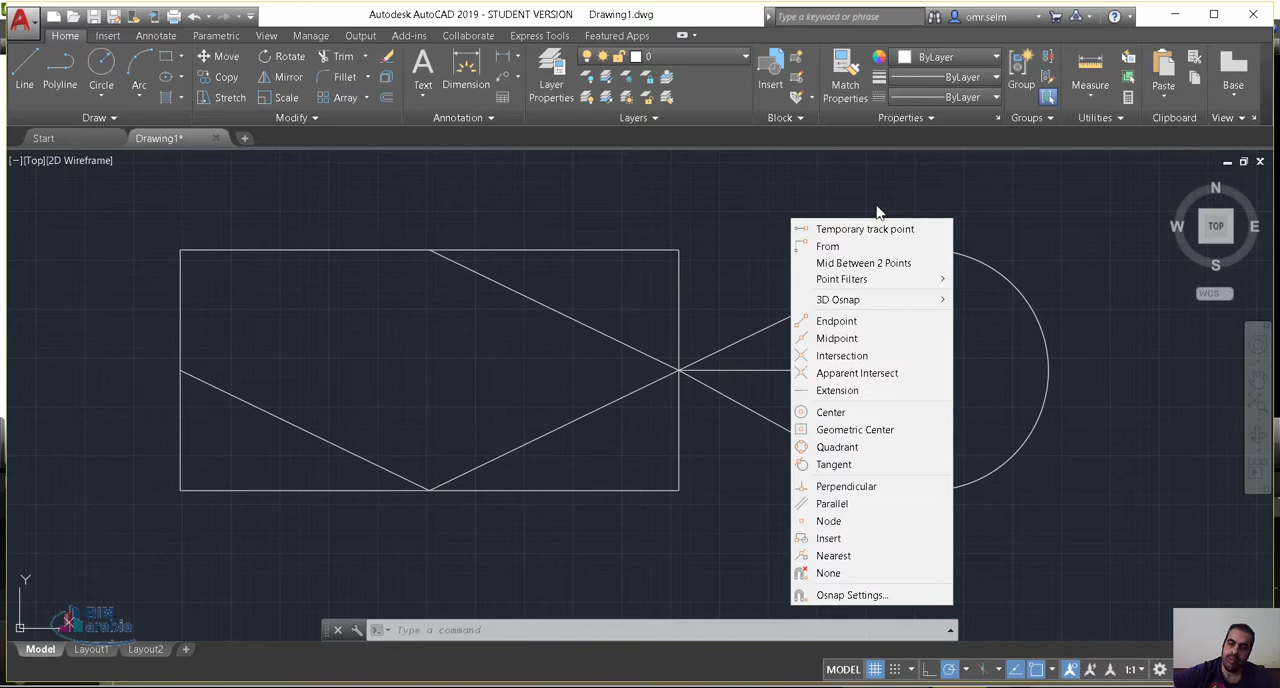 Autodesk AutoCAD 2019 - STUDENT VERSION Drawing1.dwg
Type a keyword or phrase
omr.selm
Home Insert Annotate Parametric View Manage Output Add-ins Collaborate Express Tools Featured Apps
Line Polyline Circle Arc
Move Rotate Trim
Copy Mirror Fillet
Stretch Scale Array
Text Dimension
Layer Properties
0
Insert
Match Properties
ByLayer
ByLayer
ByLayer
Group Measure Paste Base
Draw Modify Annotation Layers Block Properties Groups Utilities Clipboard View
Start Drawing1*
[−][Top][2D Wireframe]
N
W TOP E
S
WCS
Temporary track point
From
Mid Between 2 Points
Point Filters
3D Osnap
Endpoint
Midpoint
Intersection
Apparent Intersect
Extension
Center
Geometric Center
Quadrant
Tangent
Perpendicular
Parallel
Node
Insert
Nearest
None
Osnap Settings...
Y
X
BIM
arabia
Type a command
Model Layout1 Layout2
MODEL
1:1